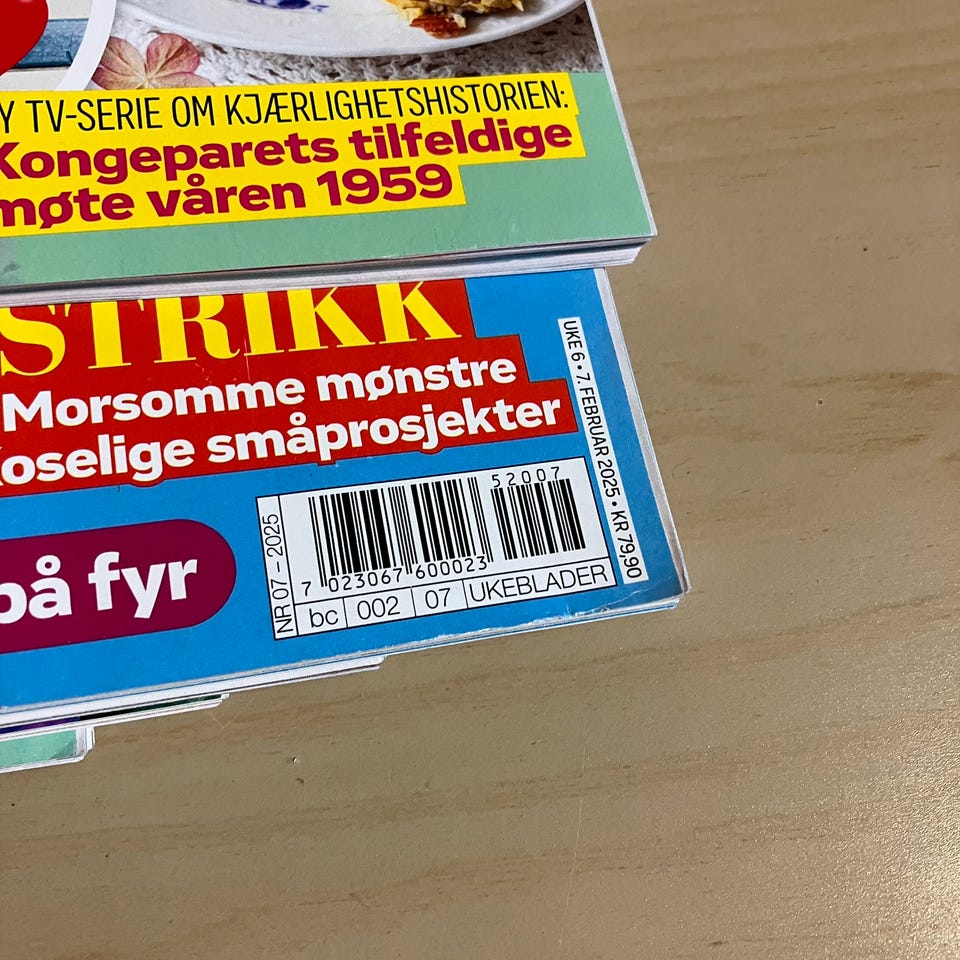 TV-SERIE OM KJÆRLIGHETSHISTORIEN:
Kongeparets tilfeldige
møte våren 1959
STRIKK
Morsomme mønstre
Koselige småprosjekter
på fyr
UKE 6 • 7. FEBRUAR 2025 • KR 79,90
NR 07 – 2025
52007
7 023067 600023
bc 002 07 UKEBLADER